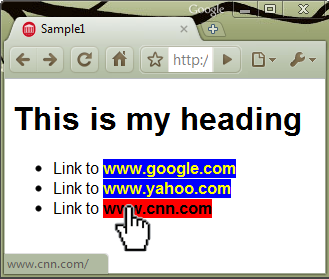 Google
Sample1
http:/
This is my heading
Link to www.google.com
Link to www.yahoo.com
Link to www.cnn.com
www.cnn.com/